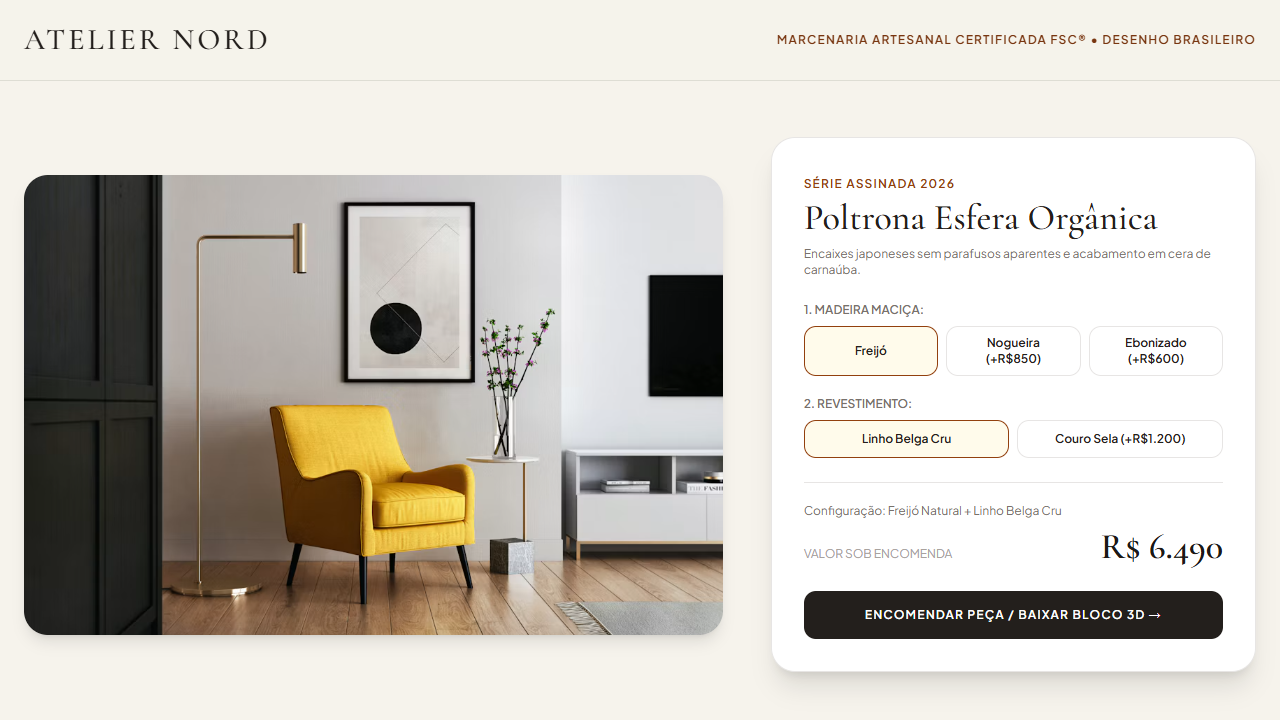 ATELIER NORD
MARCENARIA ARTESANAL CERTIFICADA FSC® ● DESENHO BRASILEIRO
SÉRIE ASSINADA 2026
Poltrona Esfera Orgânica
Encaixes japoneses sem parafusos aparentes e acabamento em cera de
carnaúba.
1. MADEIRA MACIÇA:
Freijó
Nogueira
(+R$850)
Ebonizado
(+R$600)
2. REVESTIMENTO:
Linho Belga Cru
Couro Sela (+R$1.200)
Configuração: Freijó Natural + Linho Belga Cru
VALOR SOB ENCOMENDA
R$ 6.490
ENCOMENDAR PEÇA / BAIXAR BLOCO 3D →